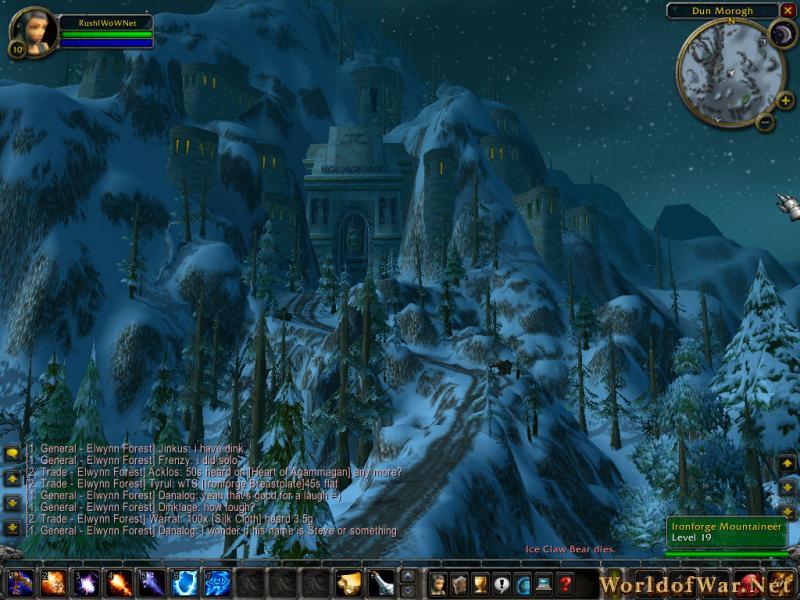 RushIWoWNet
10
Dun Morogh
N
[1. General - Elwynn Forest] Jinkus: i have dink
[1. General - Elwynn Forest] Frenzy: i did solo
[2. Trade - Elwynn Forest] Acklos: 50s heard on [Heart of Agammagan] any more?
[2. Trade - Elwynn Forest] Tyrul: wTS [Ironforge Breastplate]45s flat
[1. General - Elwynn Forest] Danalog: yeah that's good for a laugh =)
[1. General - Elwynn Forest] Dinklage: how tough?
[2. Trade - Elwynn Forest] Warrat: 100x [Silk Cloth] heard 3.5g
[1. General - Elwynn Forest] Danalog: I wonder if his name is Steve or something
Ironforge Mountaineer
Level 19
Ice Claw Bear dies.
WorldofWar.Net